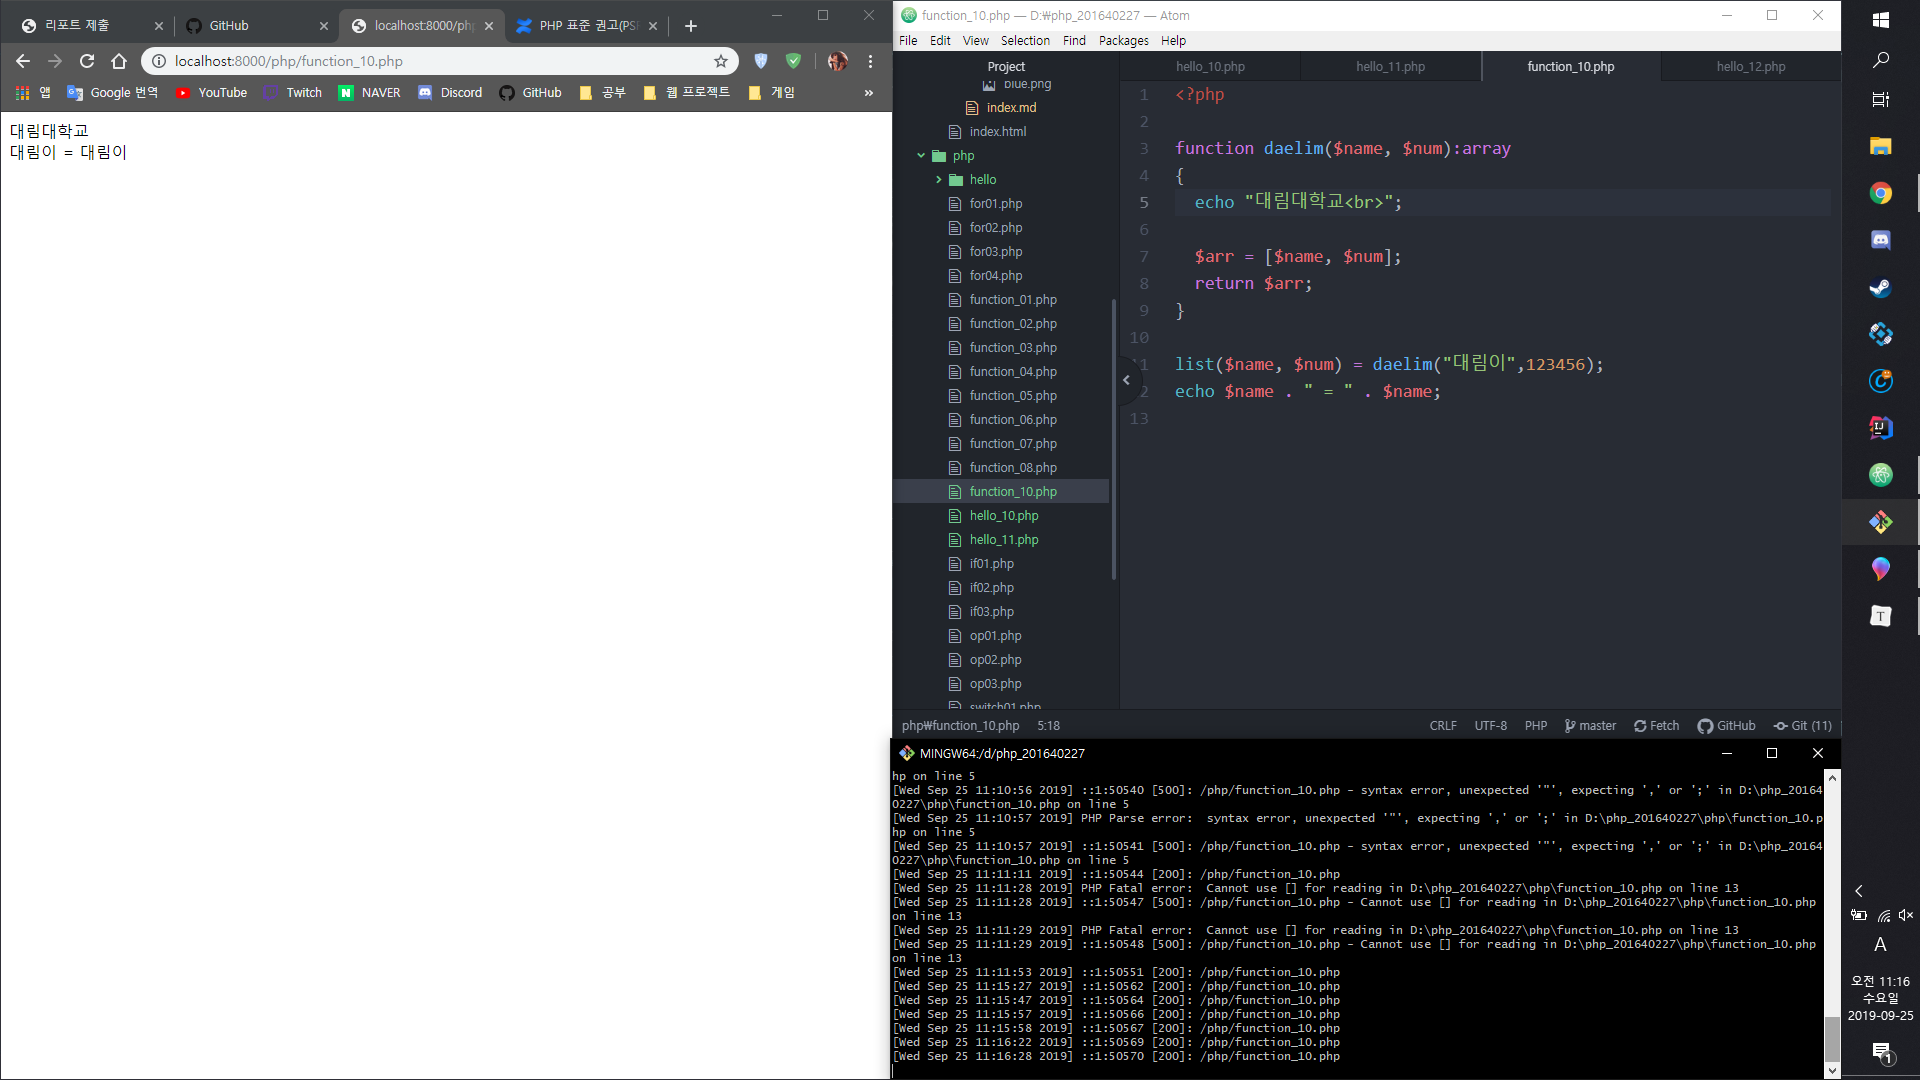 리포트 제출
GitHub
localhost:8000/php
PHP 표준 권고(PS
localhost:8000/php/function_10.php
앱
Google 번역
YouTube
Twitch
NAVER
Discord
GitHub
공부
웹 프로젝트
게임
»
대림대학교
대림이 = 대림이
function_10.php — D:₩php_201640227 — Atom
File Edit View Selection Find Packages Help
Project
blue.png
index.md
index.html
php
hello
for01.php
for02.php
for03.php
for04.php
function_01.php
function_02.php
function_03.php
function_04.php
function_05.php
function_06.php
function_07.php
function_08.php
function_10.php
hello_10.php
hello_11.php
if01.php
if02.php
if03.php
op01.php
op02.php
op03.php
switch01.php
hello_10.php
hello_11.php
function_10.php
hello_12.php
1 <?php
2
3 function daelim($name, $num):array
4 {
5 echo "대림대학교<br>";
6
7 $arr = [$name, $num];
8 return $arr;
9 }
10
11 list($name, $num) = daelim("대림이",123456);
12 echo $name . " = " . $name;
13
php₩function_10.php 5:18
CRLF UTF-8 PHP master Fetch GitHub Git (11)
MINGW64:/d/php_201640227
hp on line 5
[Wed Sep 25 11:10:56 2019] ::1:50540 [500]: /php/function_10.php - syntax error, unexpected '"', expecting ',' or ';' in D:\php_20164
0227\php\function_10.php on line 5
[Wed Sep 25 11:10:57 2019] PHP Parse error:  syntax error, unexpected '"', expecting ',' or ';' in D:\php_201640227\php\function_10.p
hp on line 5
[Wed Sep 25 11:10:57 2019] ::1:50541 [500]: /php/function_10.php - syntax error, unexpected '"', expecting ',' or ';' in D:\php_20164
0227\php\function_10.php on line 5
[Wed Sep 25 11:11:11 2019] ::1:50544 [200]: /php/function_10.php
[Wed Sep 25 11:11:28 2019] PHP Fatal error:  Cannot use [] for reading in D:\php_201640227\php\function_10.php on line 13
[Wed Sep 25 11:11:28 2019] ::1:50547 [500]: /php/function_10.php - Cannot use [] for reading in D:\php_201640227\php\function_10.php
on line 13
[Wed Sep 25 11:11:29 2019] PHP Fatal error:  Cannot use [] for reading in D:\php_201640227\php\function_10.php on line 13
[Wed Sep 25 11:11:29 2019] ::1:50548 [500]: /php/function_10.php - Cannot use [] for reading in D:\php_201640227\php\function_10.php
on line 13
[Wed Sep 25 11:11:53 2019] ::1:50551 [200]: /php/function_10.php
[Wed Sep 25 11:15:27 2019] ::1:50562 [200]: /php/function_10.php
[Wed Sep 25 11:15:47 2019] ::1:50564 [200]: /php/function_10.php
[Wed Sep 25 11:15:57 2019] ::1:50566 [200]: /php/function_10.php
[Wed Sep 25 11:15:58 2019] ::1:50567 [200]: /php/function_10.php
[Wed Sep 25 11:16:22 2019] ::1:50569 [200]: /php/function_10.php
[Wed Sep 25 11:16:28 2019] ::1:50570 [200]: /php/function_10.php
A
오전 11:16
수요일
2019-09-25
1